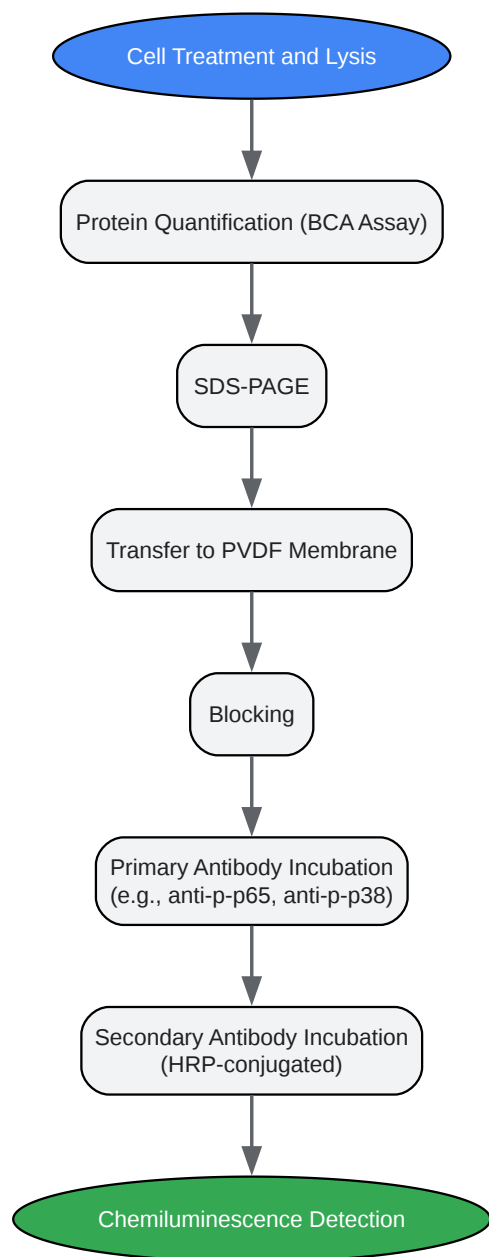 Cell Treatment and Lysis
Protein Quantification (BCA Assay)
SDS-PAGE
Transfer to PVDF Membrane
Blocking
Primary Antibody Incubation
(e.g., anti-p-p65, anti-p-p38)
Secondary Antibody Incubation
(HRP-conjugated)
Chemiluminescence Detection